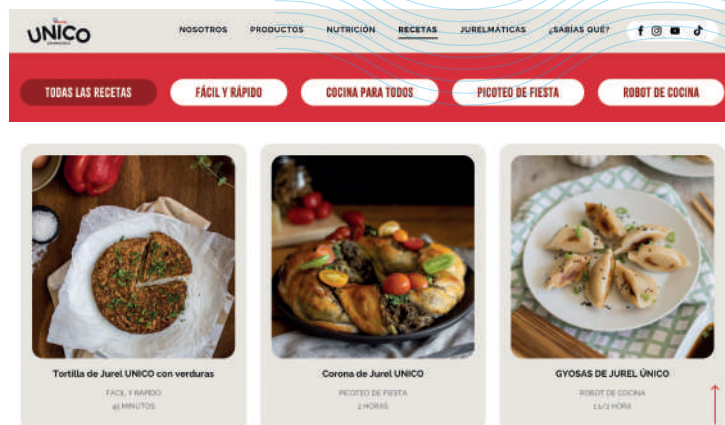 UNICO
NOSOTROS PRODUCTOS NUTRICIÓN RECETAS JURELMÁTICAS ¿SABÍAS QUÉ?
TODAS LAS RECETAS FÁCIL Y RÁPIDO COCINA PARA TODOS PICOTEO DE FIESTA ROBOT DE COCINA
Tortilla de Jurel UNICO con verduras
FÁCIL Y RÁPIDO
45 MINUTOS
Corona de Jurel UNICO
PICOTEO DE FIESTA
2 HORAS
GYOSAS DE JUREL ÚNICO
ROBOT DE COCINA
1 1/2 HORA